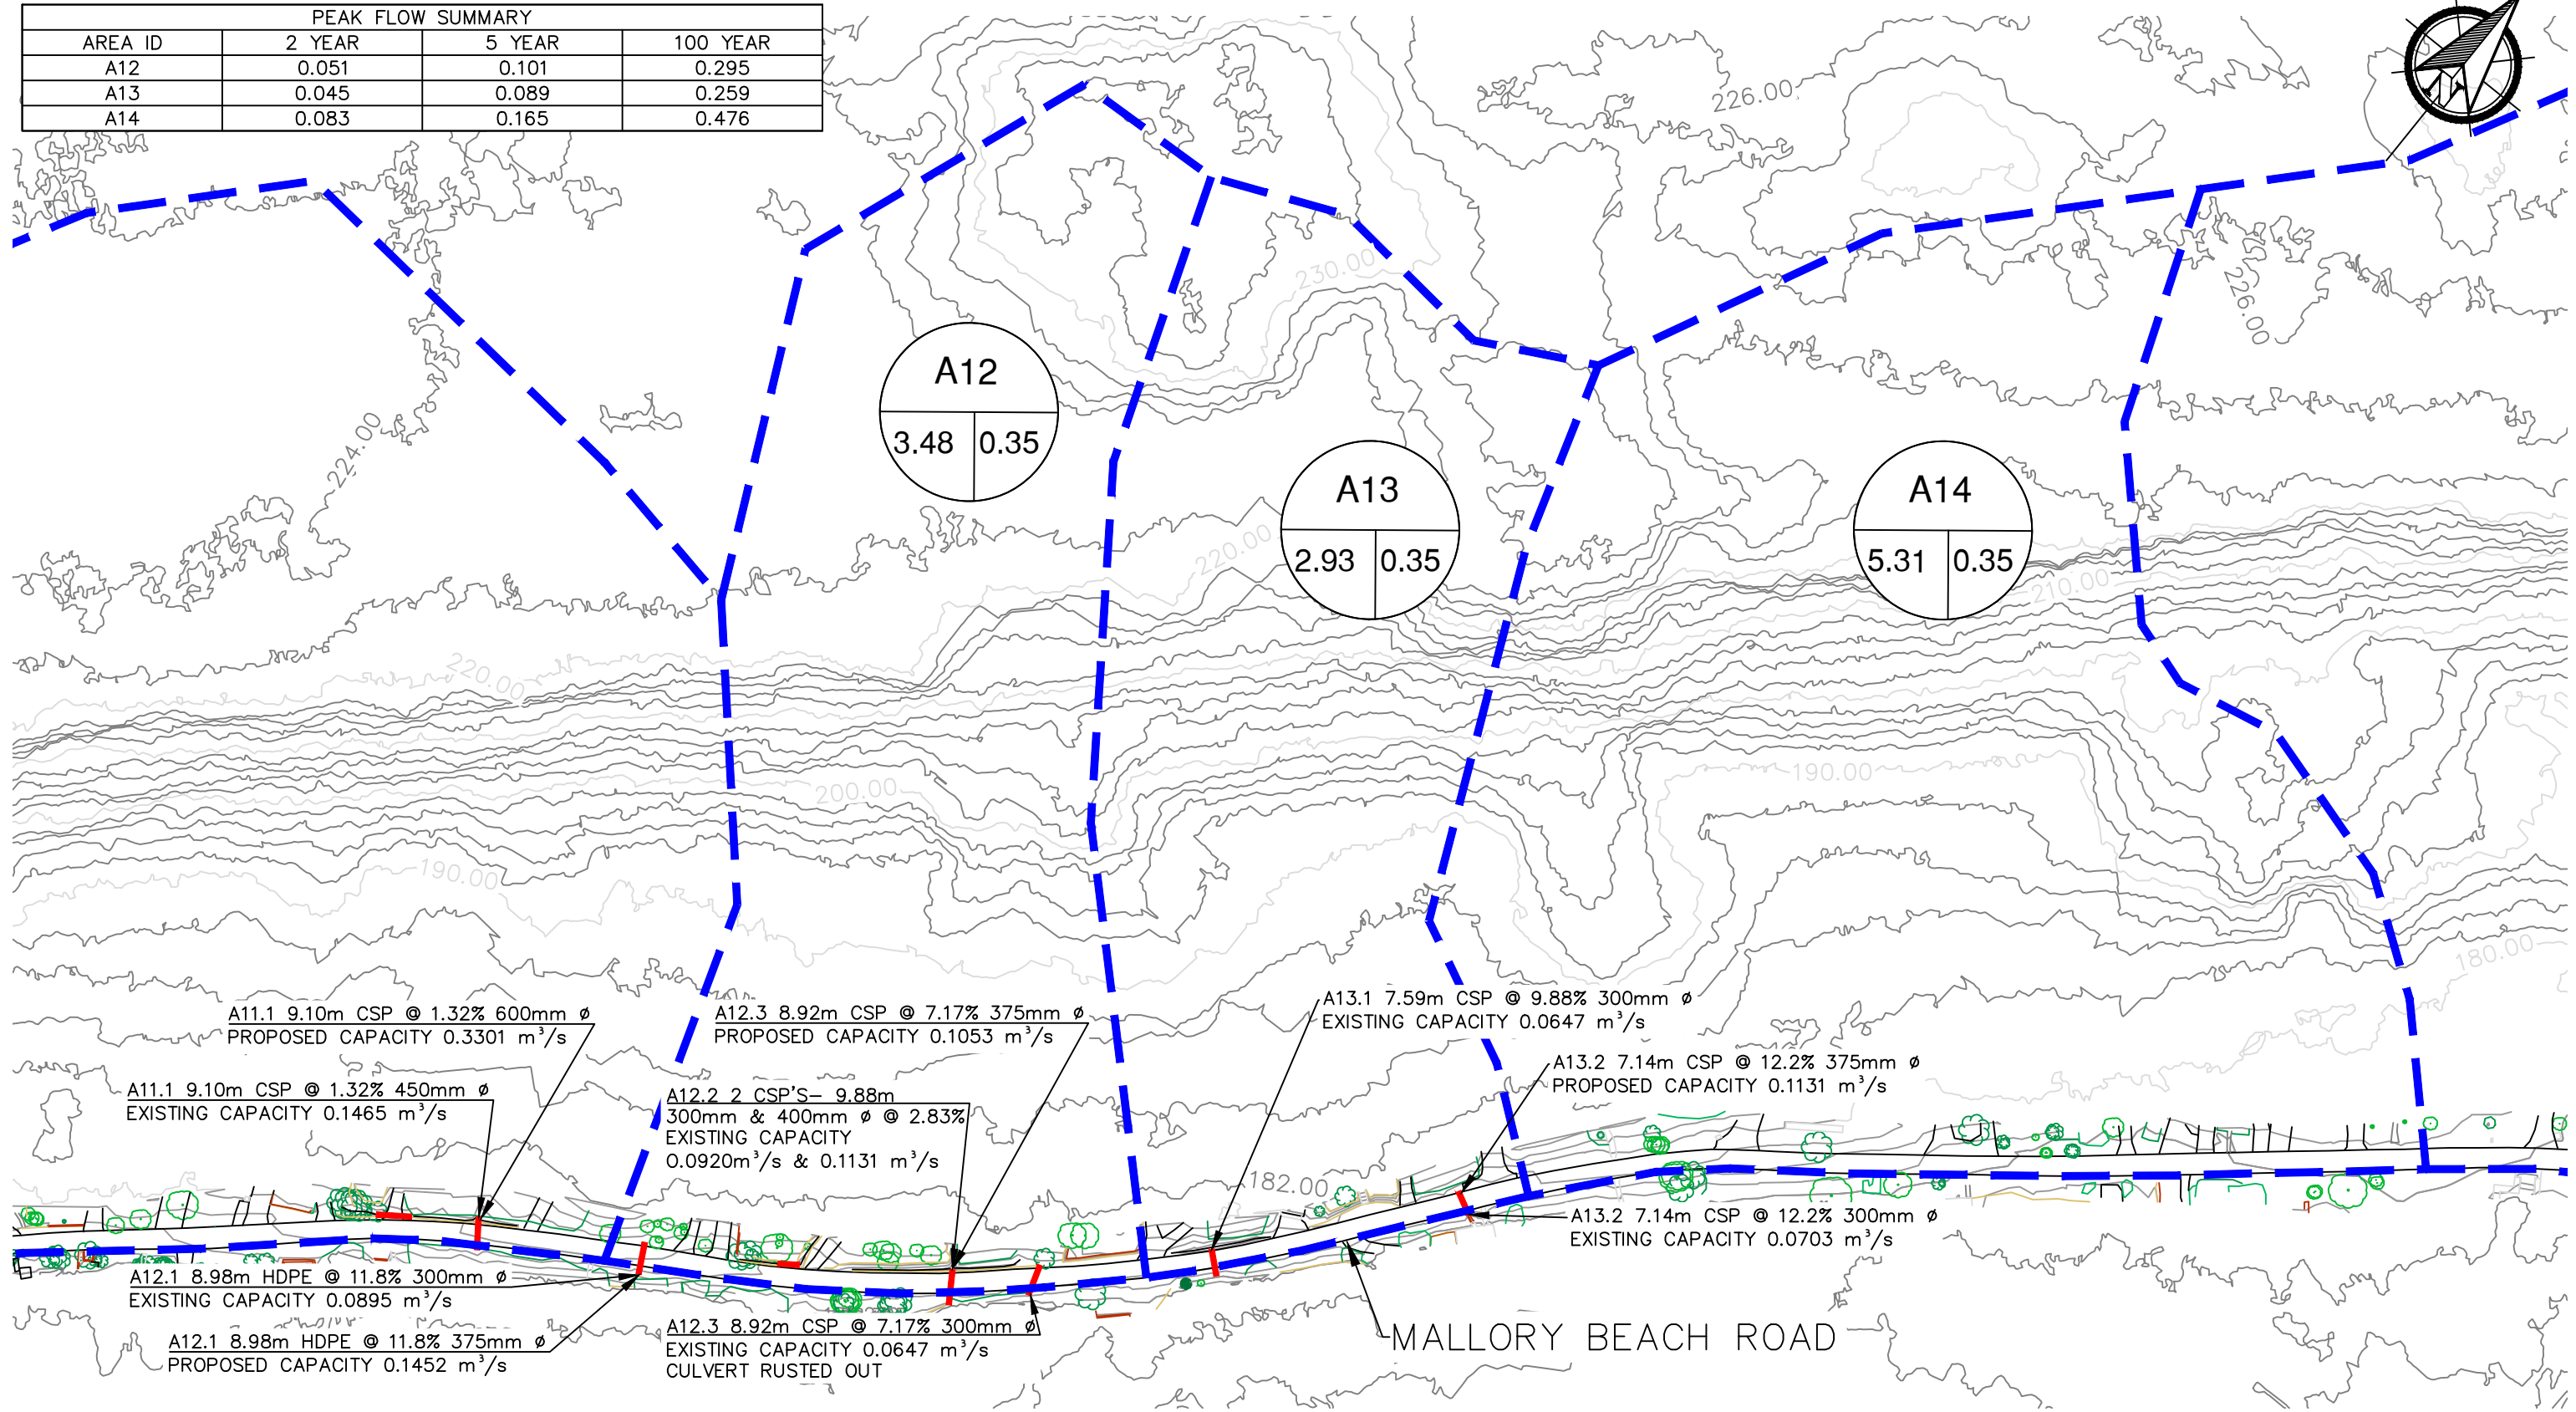 PEAK FLOW SUMMARY
AREA ID 2 YEAR 5 YEAR 100 YEAR
A12 0.051 0.101 0.295
A13 0.045 0.089 0.259
A14 0.083 0.165 0.476
226.00
230.00
226.00
A12
3.48 0.35
224.00
A13
2.93 0.35
A14
5.31 0.35
220.00
210.00
220.00
190.00
200.00
190.00
180.00
A11.1 9.10m CSP @ 1.32% 600mm ø
PROPOSED CAPACITY 0.3301 m³/s
A12.3 8.92m CSP @ 7.17% 375mm ø
PROPOSED CAPACITY 0.1053 m³/s
A13.1 7.59m CSP @ 9.88% 300mm ø
EXISTING CAPACITY 0.0647 m³/s
A13.2 7.14m CSP @ 12.2% 375mm ø
PROPOSED CAPACITY 0.1131 m³/s
A11.1 9.10m CSP @ 1.32% 450mm ø
EXISTING CAPACITY 0.1465 m³/s
A12.2 2 CSP'S– 9.88m
300mm & 400mm ø @ 2.83%
EXISTING CAPACITY
0.0920m³/s & 0.1131 m³/s
182.00
A13.2 7.14m CSP @ 12.2% 300mm ø
EXISTING CAPACITY 0.0703 m³/s
A12.1 8.98m HDPE @ 11.8% 300mm ø
EXISTING CAPACITY 0.0895 m³/s
A12.1 8.98m HDPE @ 11.8% 375mm ø
PROPOSED CAPACITY 0.1452 m³/s
A12.3 8.92m CSP @ 7.17% 300mm ø
EXISTING CAPACITY 0.0647 m³/s
CULVERT RUSTED OUT
MALLORY BEACH ROAD